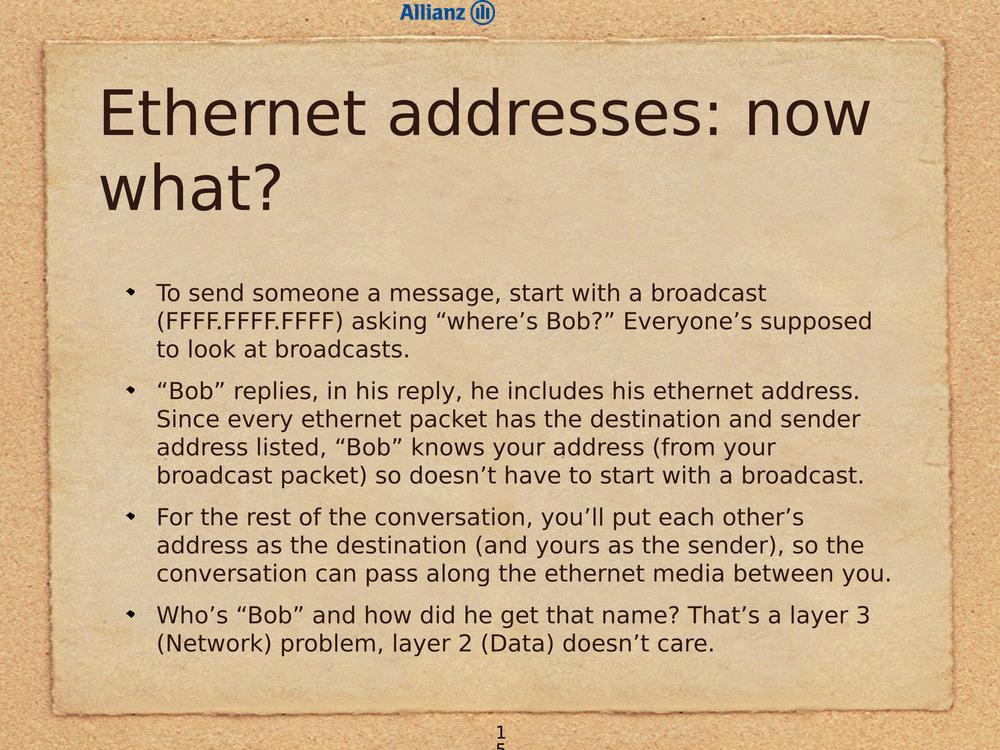 Allianz
Ethernet addresses: now
what?
To send someone a message, start with a broadcast
(FFFF.FFFF.FFFF) asking “where’s Bob?” Everyone’s supposed
to look at broadcasts.
“Bob” replies, in his reply, he includes his ethernet address.
Since every ethernet packet has the destination and sender
address listed, “Bob” knows your address (from your
broadcast packet) so doesn’t have to start with a broadcast.
For the rest of the conversation, you’ll put each other’s
address as the destination (and yours as the sender), so the
conversation can pass along the ethernet media between you.
Who’s “Bob” and how did he get that name? That’s a layer 3
(Network) problem, layer 2 (Data) doesn’t care.
1
5